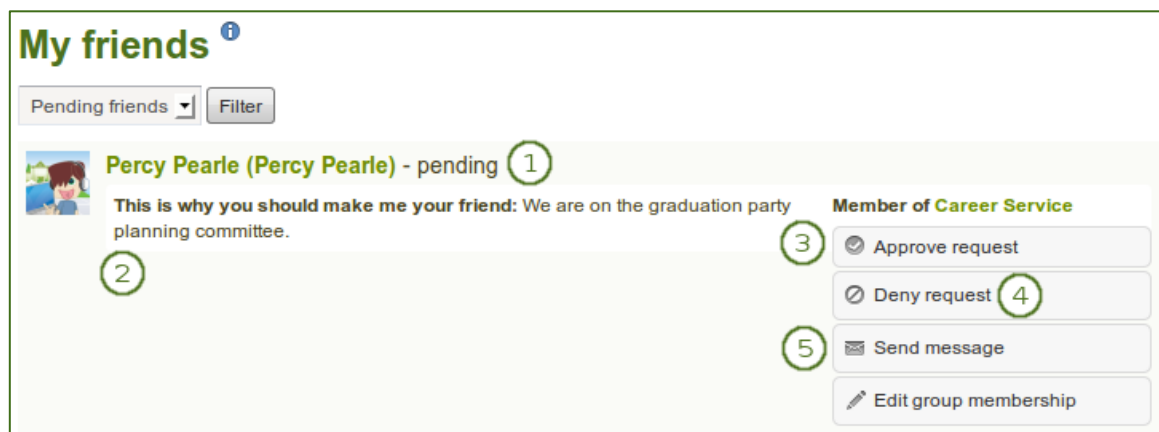 My friends
Pending friends Filter
Percy Pearle (Percy Pearle) - pending 1
This is why you should make me your friend: We are on the graduation party
planning committee.
2
Member of Career Service
3 Approve request
Deny request 4
5 Send message
Edit group membership